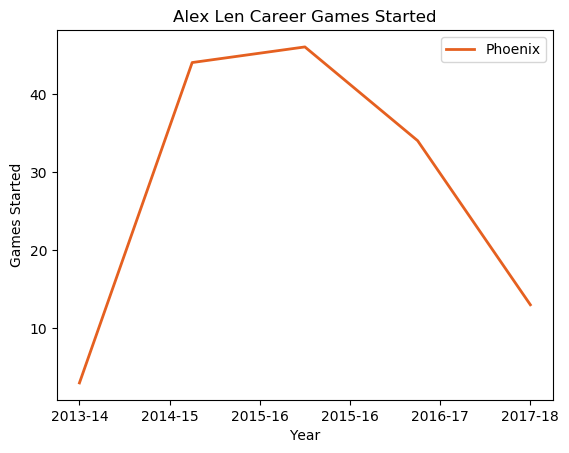 Alex Len Career Games Started
Phoenix
40
30
20
10
Games Started
2013-14 2014-15 2015-16 2015-16 2016-17 2017-18
Year